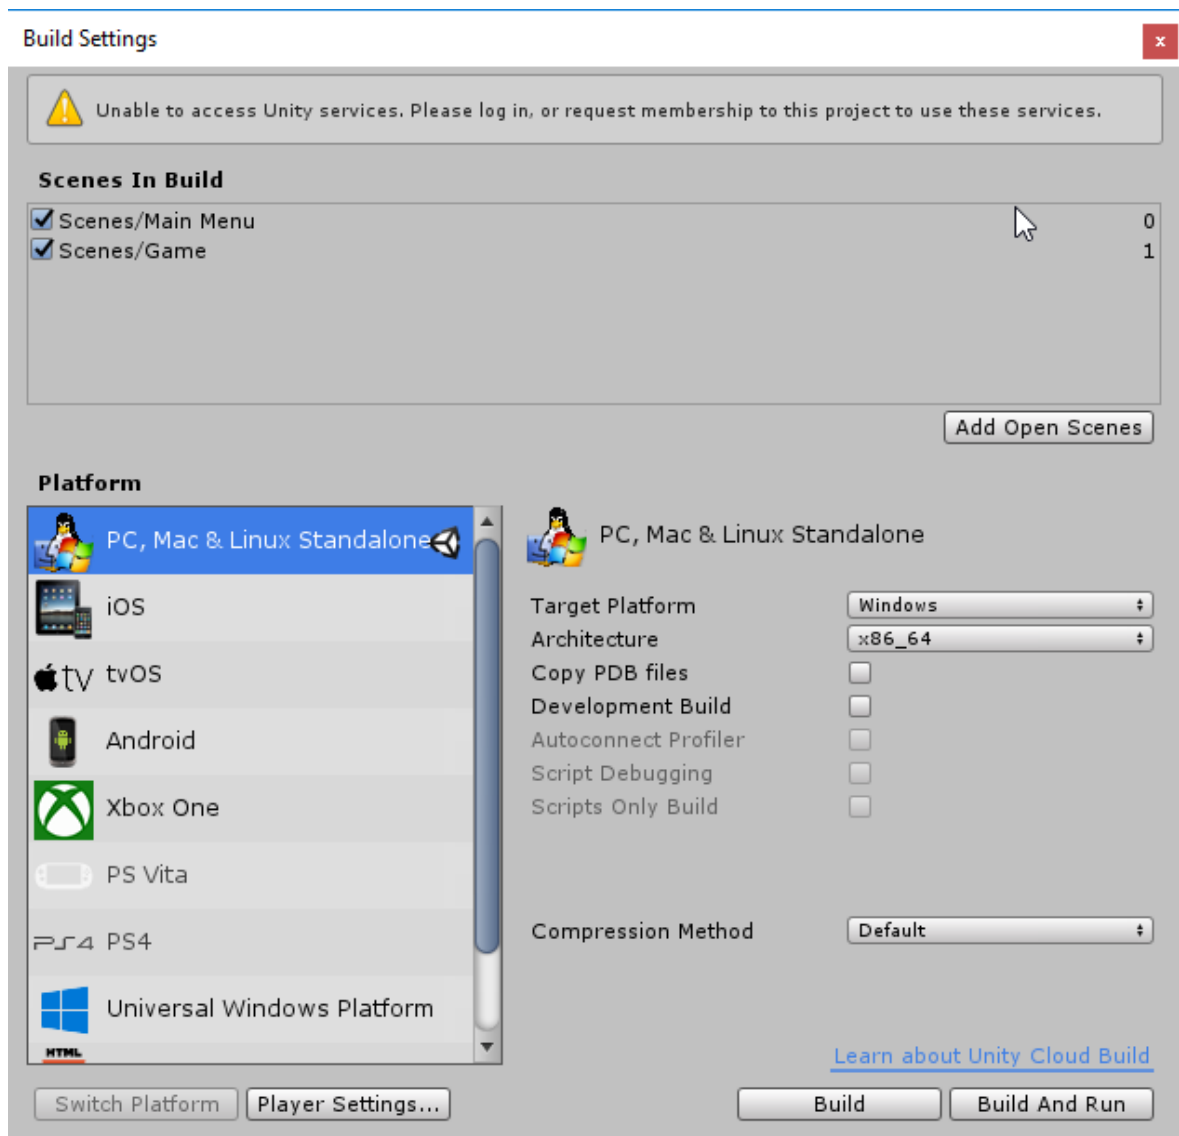 Build Settings
x
Unable to access Unity services. Please log in, or request membership to this project to use these services.
Scenes In Build
Scenes/Main Menu 0
Scenes/Game 1
Add Open Scenes
Platform
PC, Mac & Linux Standalone
iOS
tv tvOS
Android
Xbox One
PS Vita
PS4 PS4
Universal Windows Platform
HTML
PC, Mac & Linux Standalone
Target Platform Windows
Architecture x86_64
Copy PDB files
Development Build
Autoconnect Profiler
Script Debugging
Scripts Only Build
Compression Method Default
Learn about Unity Cloud Build
Switch Platform Player Settings... Build Build And Run